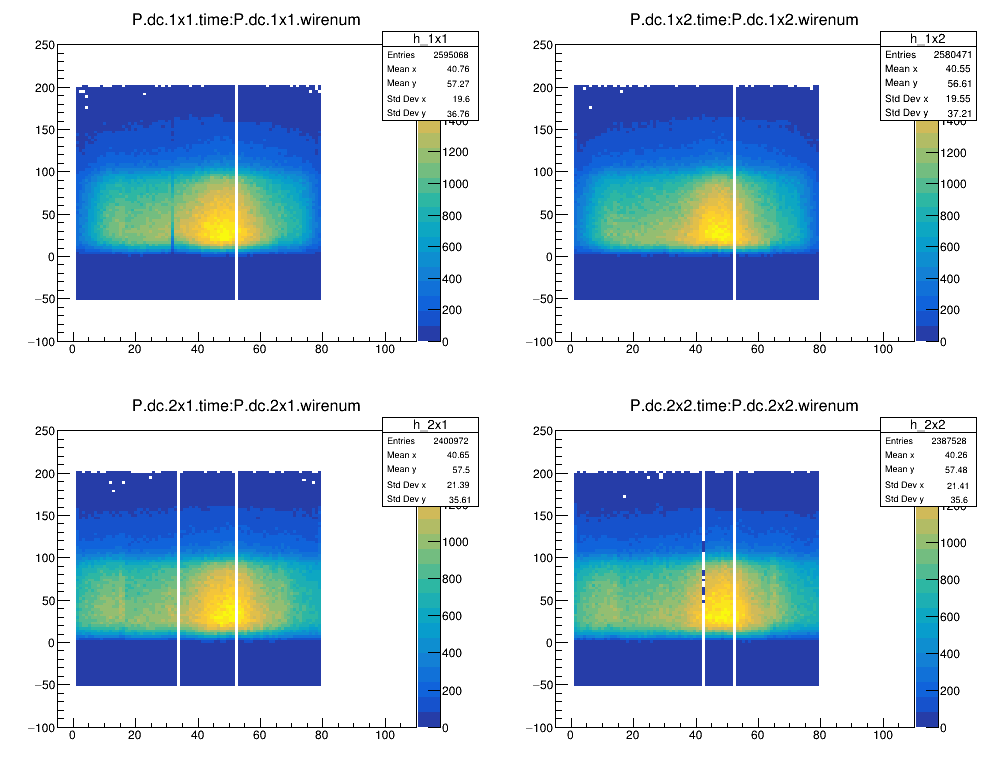 P.dc.1x1.time:P.dc.1x1.wirenum
h_1x1
Entries 2595068
Mean x 40.76
Mean y 57.27
Std Dev x 19.6
Std Dev y 36.76
250
200
150
100
50
0
−50
−100
0 20 40 60 80 100
1400
1200
1000
800
600
400
200
0
P.dc.1x2.time:P.dc.1x2.wirenum
h_1x2
Entries 2580471
Mean x 40.55
Mean y 56.61
Std Dev x 19.55
Std Dev y 37.21
250
200
150
100
50
0
−50
−100
0 20 40 60 80 100
1400
1200
1000
800
600
400
200
0
P.dc.2x1.time:P.dc.2x1.wirenum
h_2x1
Entries 2400972
Mean x 40.65
Mean y 57.5
Std Dev x 21.39
Std Dev y 35.61
250
200
150
100
50
0
−50
−100
0 20 40 60 80 100
1200
1000
800
600
400
200
0
P.dc.2x2.time:P.dc.2x2.wirenum
h_2x2
Entries 2387528
Mean x 40.26
Mean y 57.48
Std Dev x 21.41
Std Dev y 35.6
250
200
150
100
50
0
−50
−100
0 20 40 60 80 100
1200
1000
800
600
400
200
0